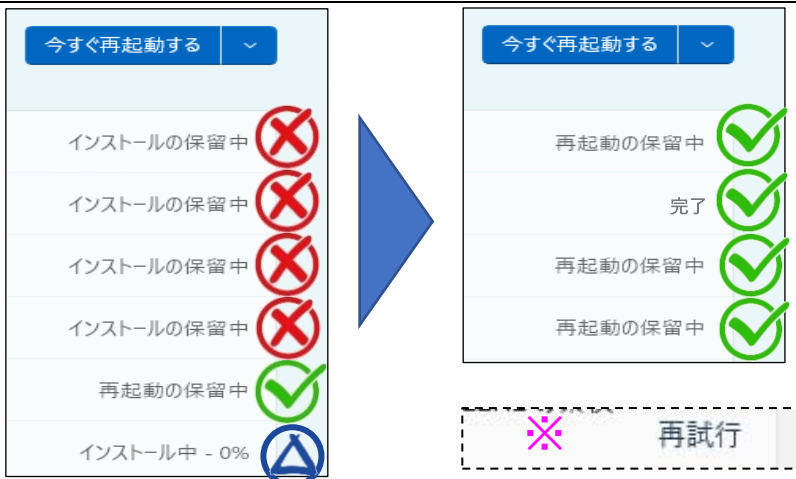 今すぐ再起動する
インストールの保留中
インストールの保留中
インストールの保留中
インストールの保留中
再起動の保留中
インストール中 - 0%
今すぐ再起動する
再起動の保留中
完了
再起動の保留中
再起動の保留中
※ 再試行